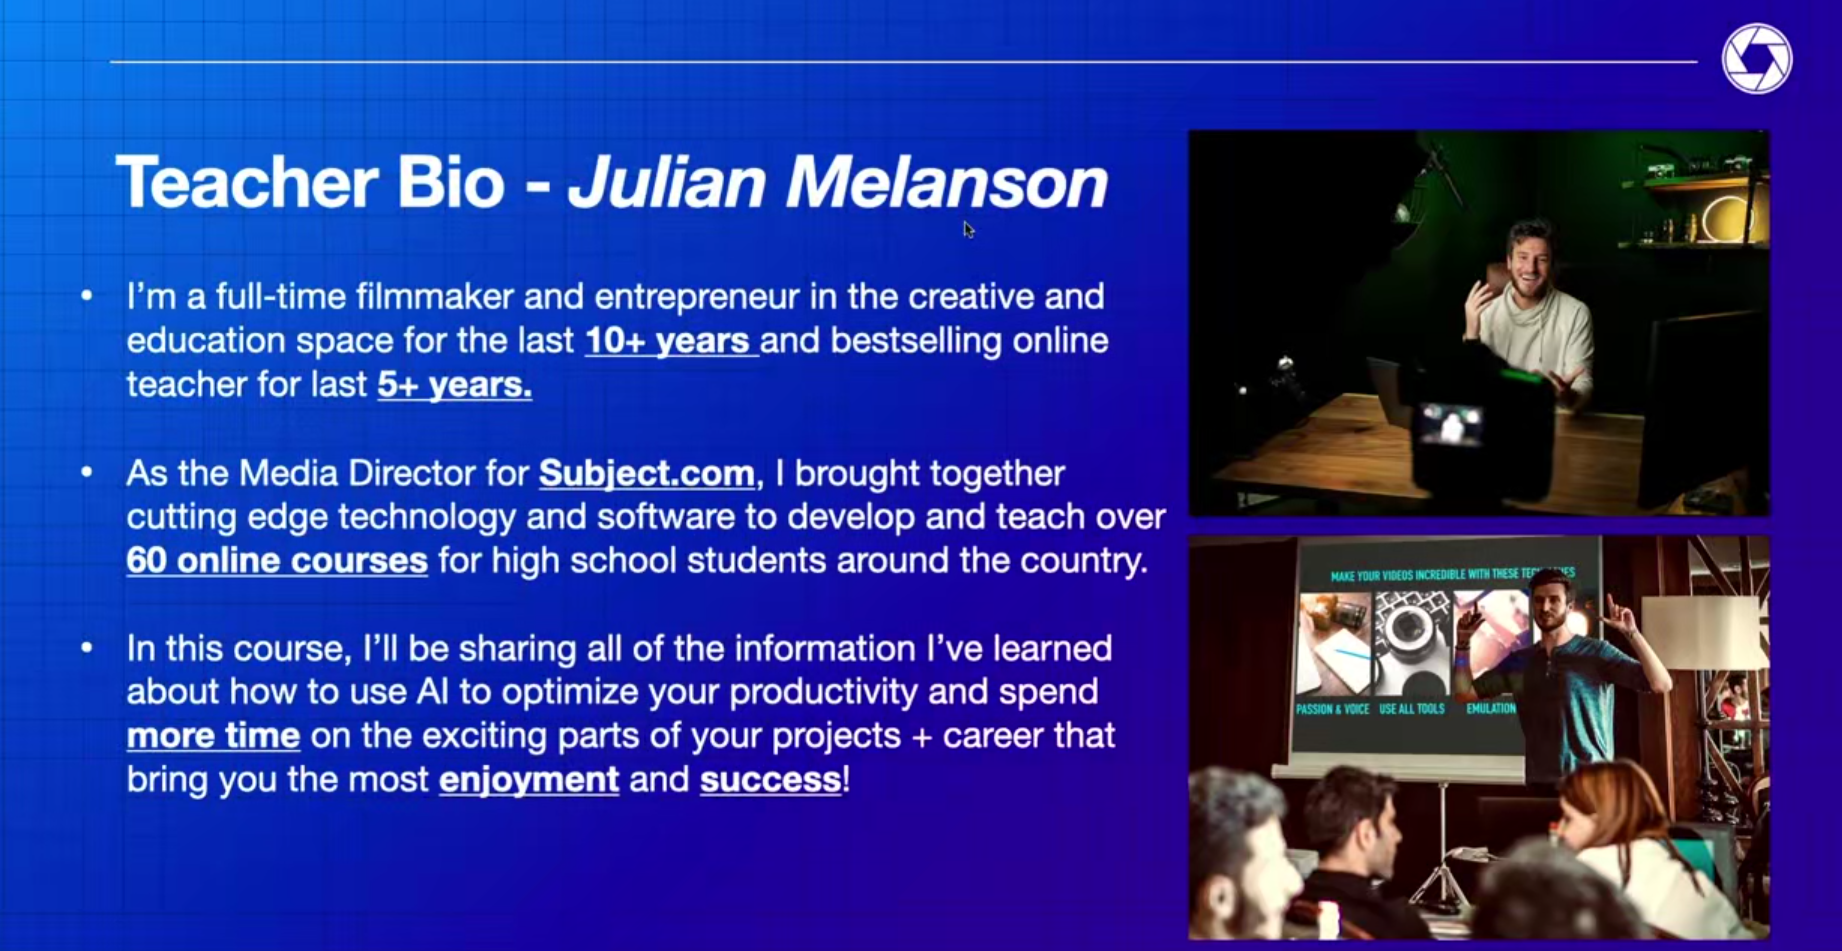 Teacher Bio - Julian Melanson
• I’m a full-time filmmaker and entrepreneur in the creative and
education space for the last 10+ years and bestselling online
teacher for last 5+ years.
• As the Media Director for Subject.com, I brought together
cutting edge technology and software to develop and teach over
60 online courses for high school students around the country.
• In this course, I’ll be sharing all of the information I’ve learned
about how to use AI to optimize your productivity and spend
more time on the exciting parts of your projects + career that
bring you the most enjoyment and success!
MAKE YOUR VIDEOS INCREDIBLE WITH THESE
PASSION & VOICE USE ALL TOOLS EMULATION